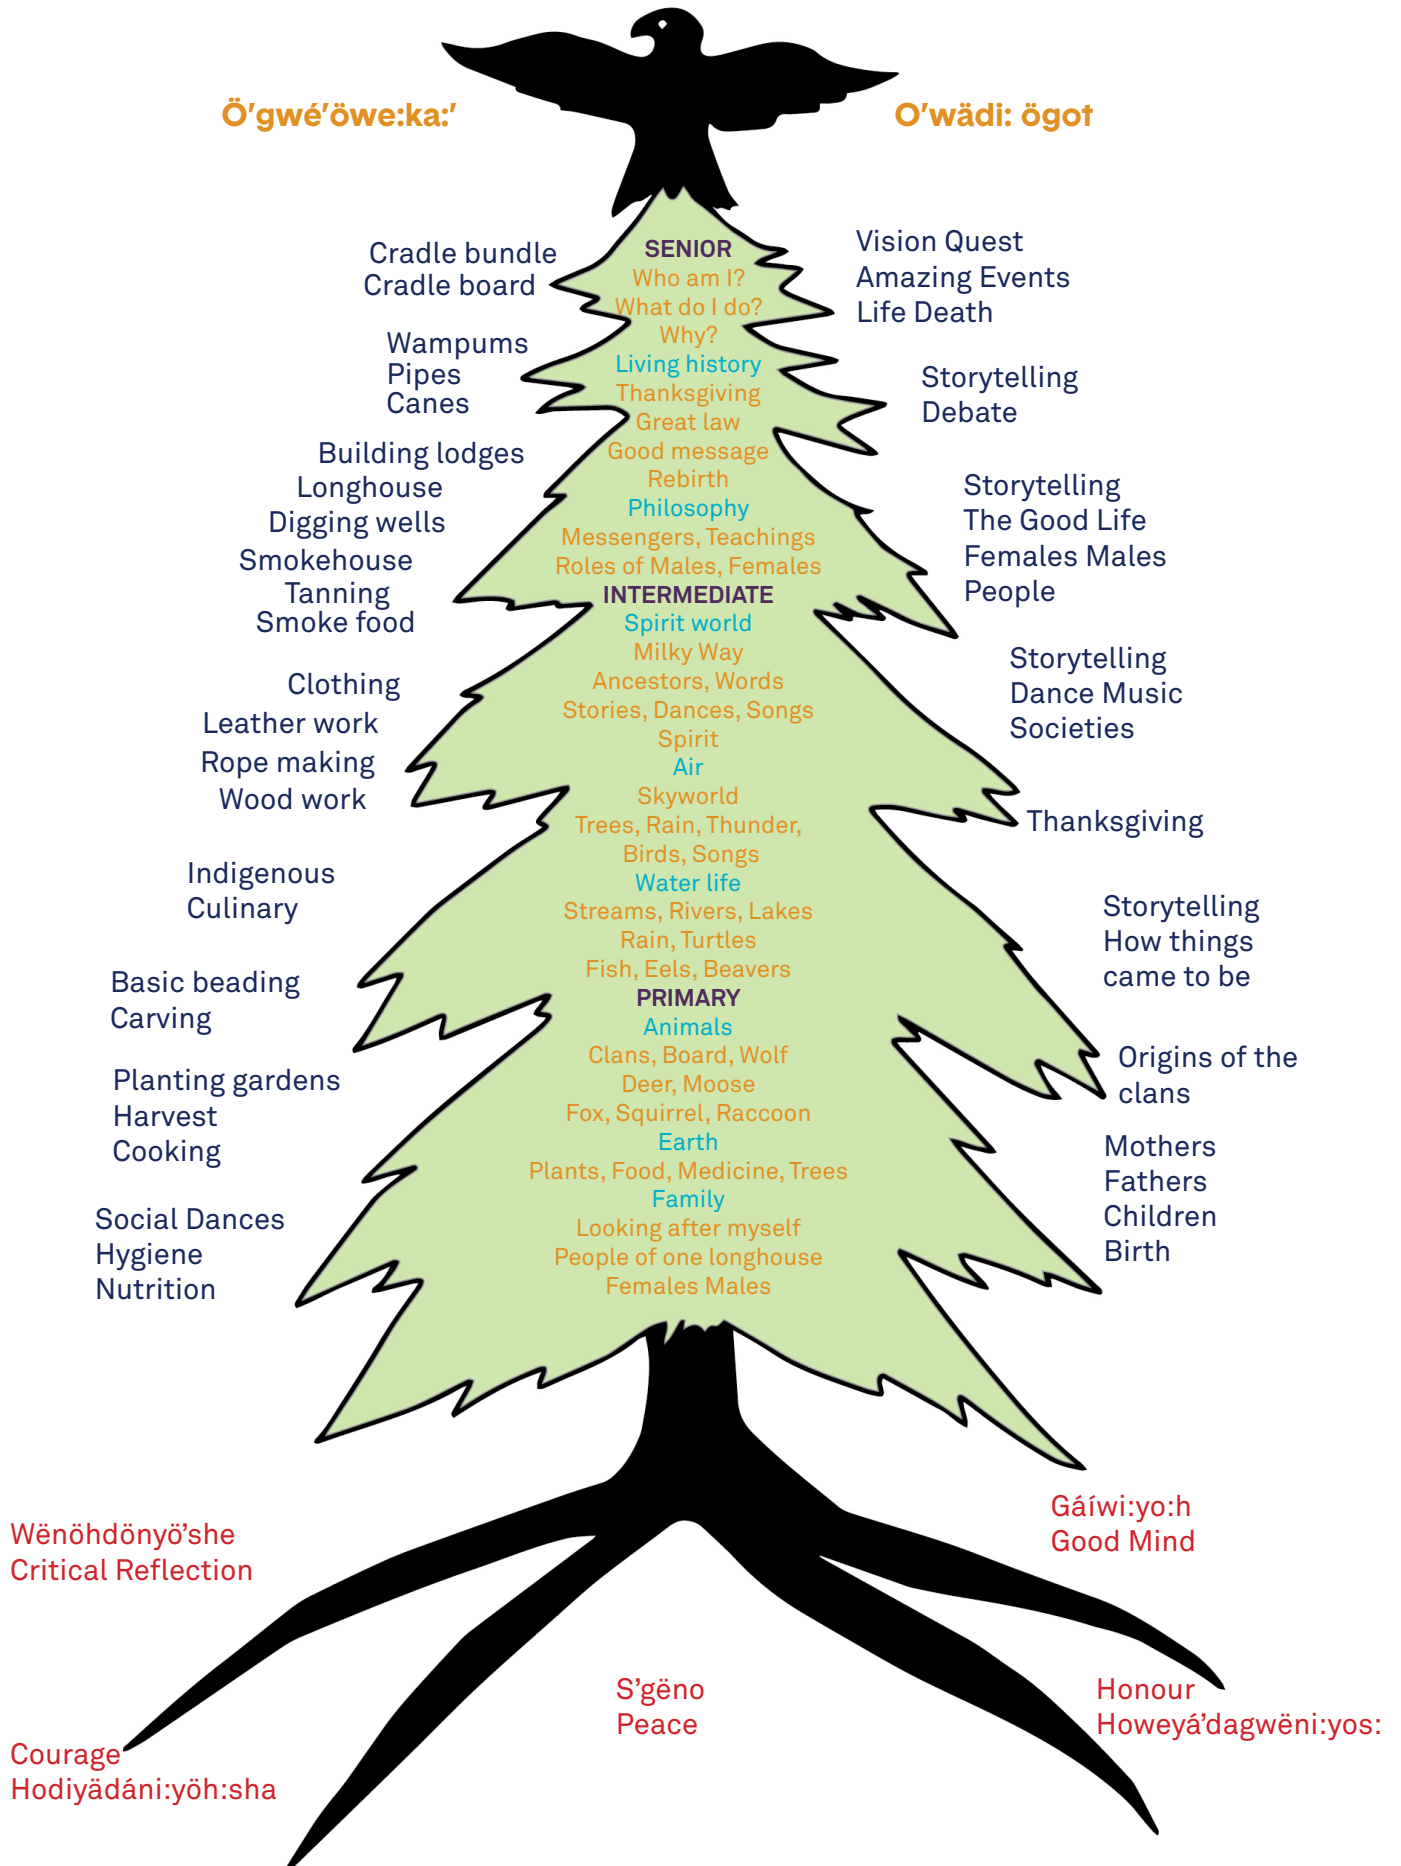 Ö'gwé'öwe:ka:'
O'wädi: ögot
Cradle bundle
Cradle board
Wampums
Pipes
Canes
Building lodges
Longhouse
Digging wells
Smokehouse
Tanning
Smoke food
Clothing
Leather work
Rope making
Wood work
Indigenous
Culinary
Basic beading
Carving
Planting gardens
Harvest
Cooking
Social Dances
Hygiene
Nutrition
SENIOR
Who am I?
What do I do?
Why?
Living history
Thanksgiving
Great law
Good message
Rebirth
Philosophy
Messengers, Teachings
Roles of Males, Females
INTERMEDIATE
Spirit world
Milky Way
Ancestors, Words
Stories, Dances, Songs
Spirit
Air
Skyworld
Trees, Rain, Thunder,
Birds, Songs
Water life
Streams, Rivers, Lakes
Rain, Turtles
Fish, Eels, Beavers
PRIMARY
Animals
Clans, Board, Wolf
Deer, Moose
Fox, Squirrel, Raccoon
Earth
Plants, Food, Medicine, Trees
Family
Looking after myself
People of one longhouse
Females Males
Vision Quest
Amazing Events
Life Death
Storytelling
Debate
Storytelling
The Good Life
Females Males
People
Storytelling
Dance Music
Societies
Thanksgiving
Storytelling
How things
came to be
Origins of the
clans
Mothers
Fathers
Children
Birth
Wënöhdönyö’she
Critical Reflection
Gáíwi:yo:h
Good Mind
Courage
Hodiyädáni:yöh:sha
S’gëno
Peace
Honour
Howeyá’dagwëni:yos: